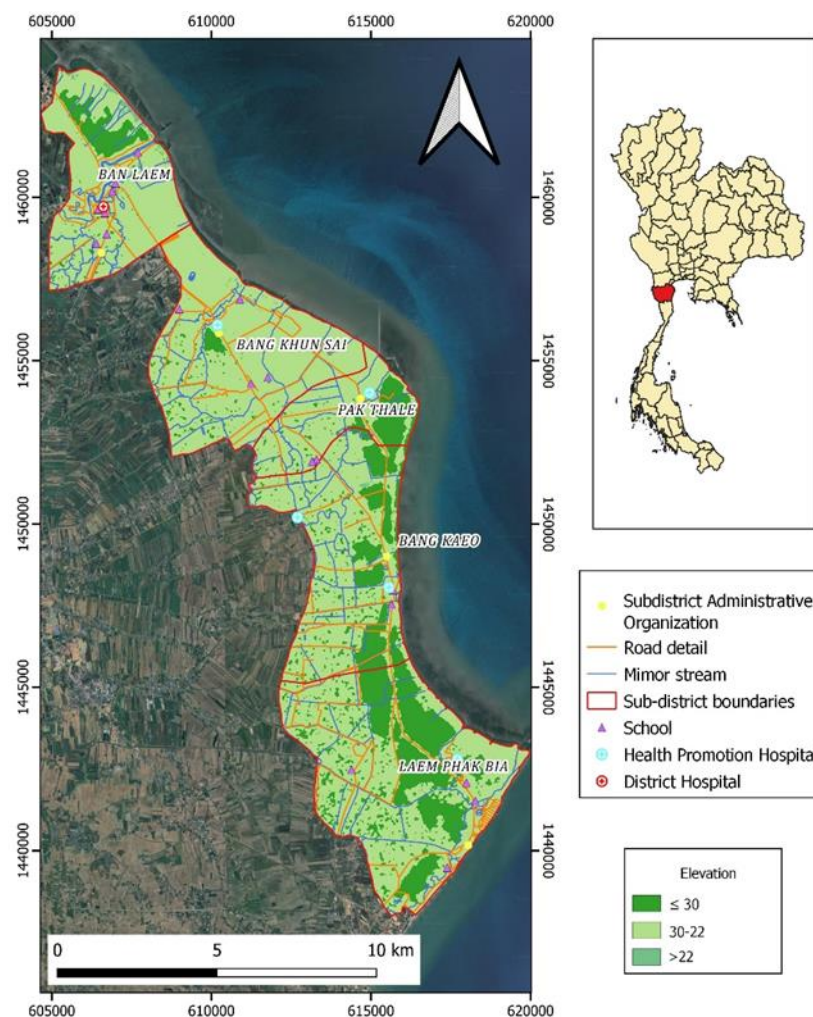 605000 610000 615000 620000
1460000 1460000
1455000 1455000
1450000 1450000
1445000 1445000
1440000 1440000
BAN LAEM
BANG KHUN SAI
PAK THALE
BANG KAEO
LAEM PHAK BIA
0 5 10 km
605000 610000 615000 620000
Subdistrict Administrative
Organization
Road detail
Mimor stream
Sub-district boundaries
School
Health Promotion Hospital
District Hospital
Elevation
≤ 30
30-22
>22